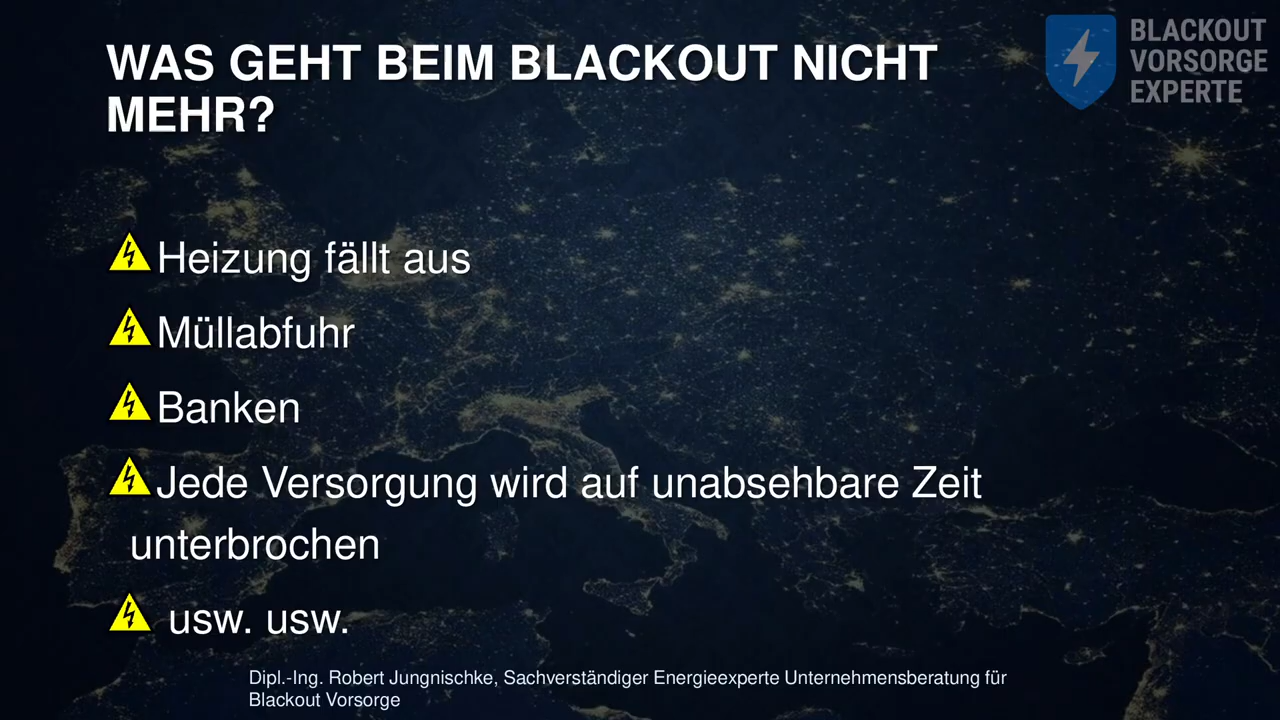 WAS GEHT BEIM BLACKOUT NICHT
MEHR?
BLACKOUT
VORSORGE
EXPERTE
Heizung fällt aus
Müllabfuhr
Banken
Jede Versorgung wird auf unabsehbare Zeit
unterbrochen
usw. usw.
Dipl.-Ing. Robert Jungnischke, Sachverständiger Energieexperte Unternehmensberatung für
Blackout Vorsorge